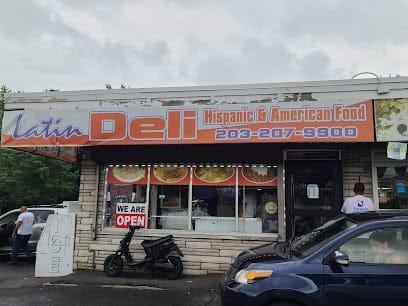 Latin Deli Hispanic & American Food
203-207-9900
WE ARE
OPEN